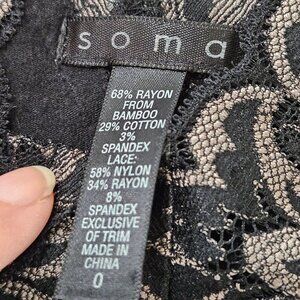 soma
68% RAYON
FROM
BAMBOO
29% COTTON
3%
SPANDEX
LACE:
58% NYLON
34% RAYON
8%
SPANDEX
EXCLUSIVE
OF TRIM
MADE IN
CHINA
0